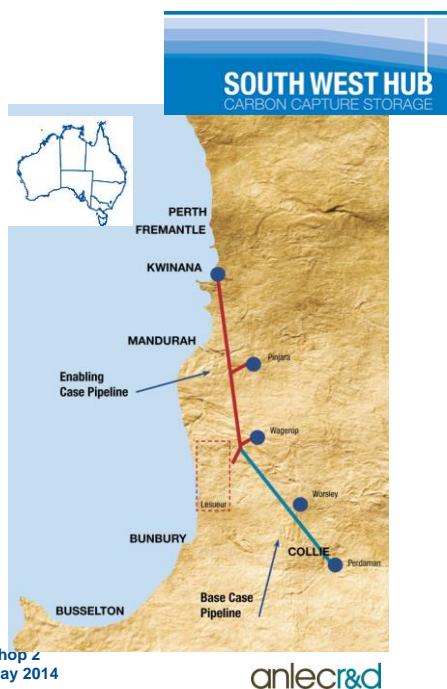 SOUTH WEST HUB
CARBON CAPTURE STORAGE
PERTH
FREMANTLE
KWINANA
MANDURAH
Pinjara
Enabling
Case Pipeline
Wagerup
Lesueur
Worsley
BUNBURY
COLLIE
Perdaman
Base Case
Pipeline
BUSSELTON
hop 2
ay 2014
anlecr&d